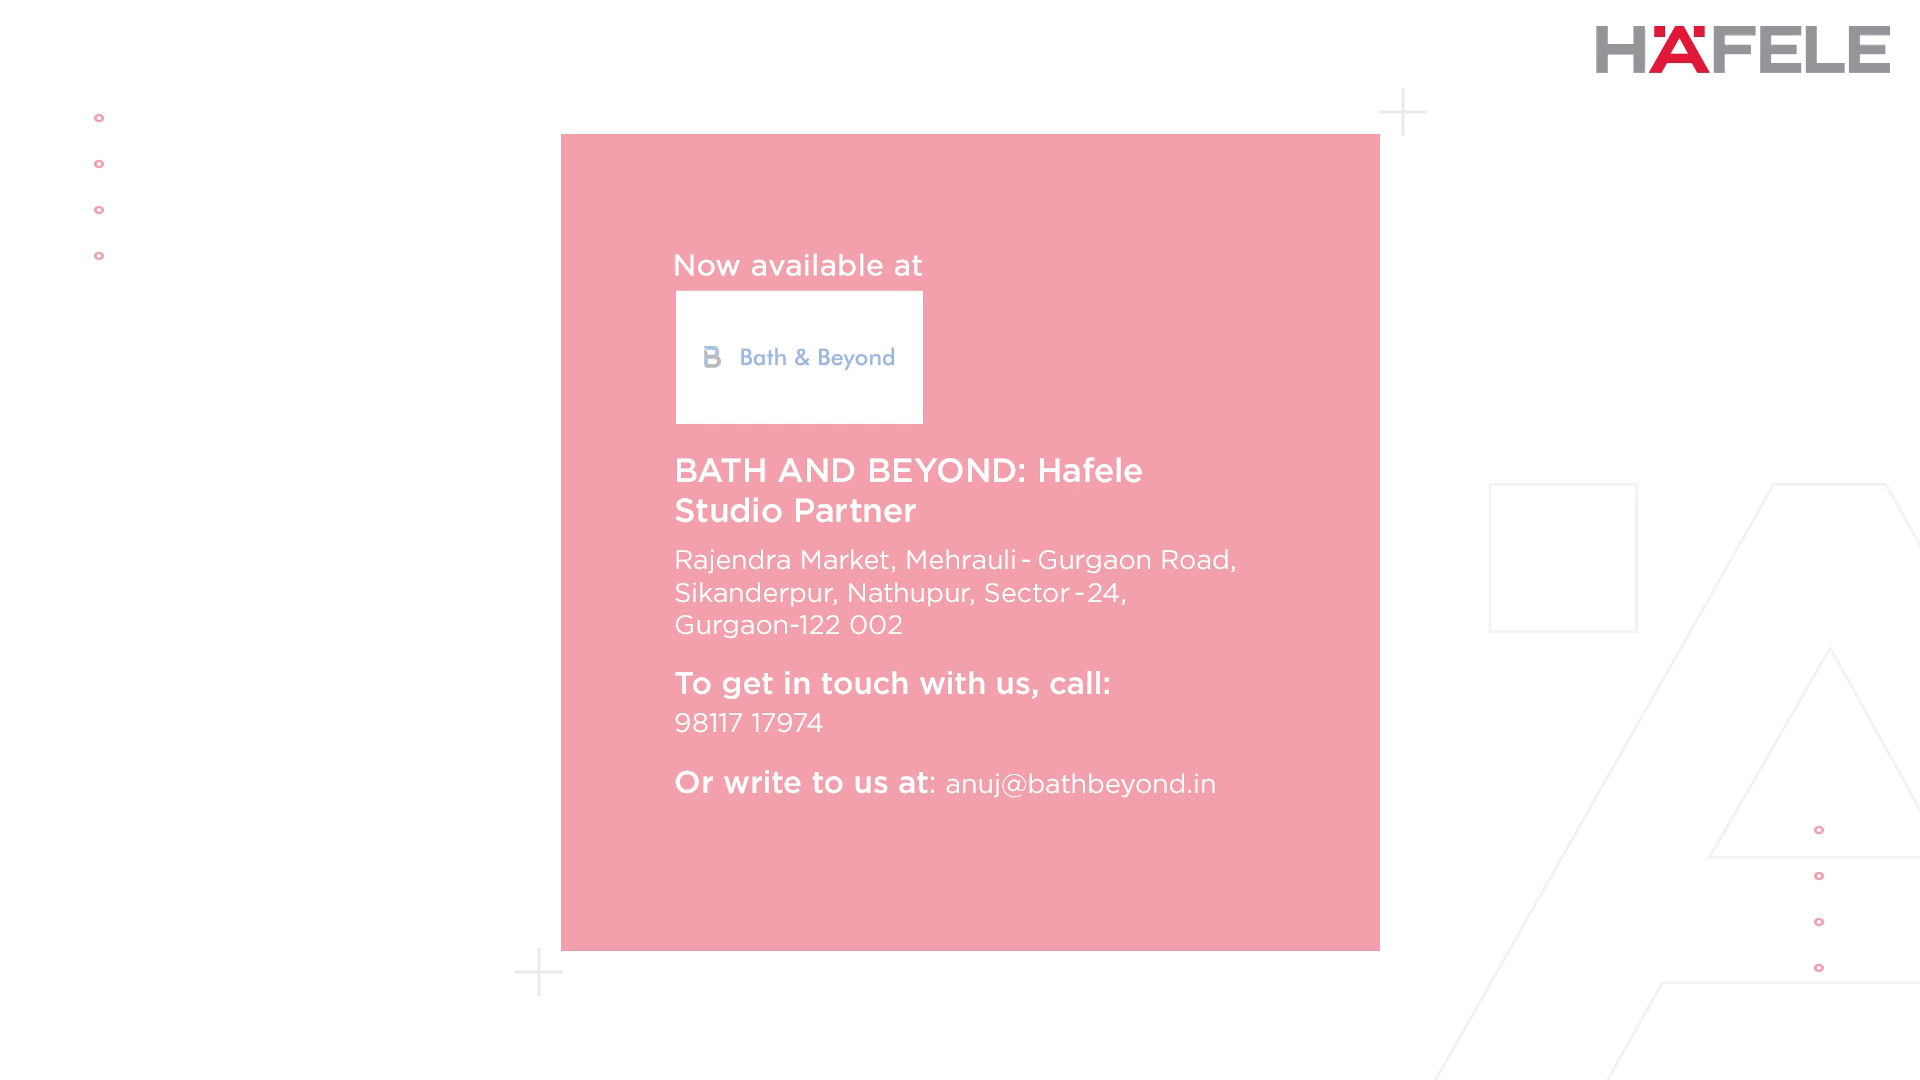 HÄFELE
Now available at
B Bath & Beyond
BATH AND BEYOND: Hafele
Studio Partner
Rajendra Market, Mehrauli - Gurgaon Road,
Sikanderpur, Nathupur, Sector - 24,
Gurgaon-122 002
To get in touch with us, call:
98117 17974
Or write to us at: anuj@bathbeyond.in